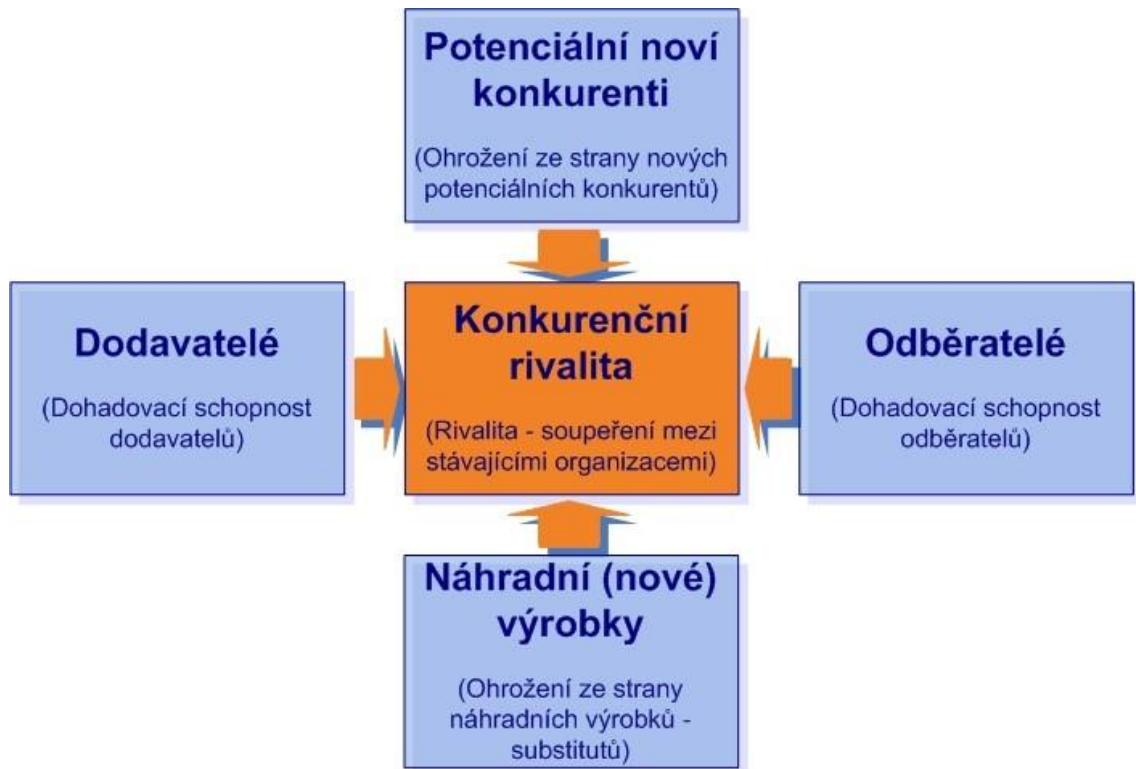 Potenciální noví
konkurenti
(Ohrožení ze strany nových
potenciálních konkurentů)
Dodavatelé
(Dohadovací schopnost
dodavatelů)
Konkurenční
rivalita
(Rivalita - soupeření mezi
stávajícími organizacemi)
Odběratelé
(Dohadovací schopnost
odběratelů)
Náhradní (nové)
výrobky
(Ohrožení ze strany
náhradních výrobků -
substitutů)